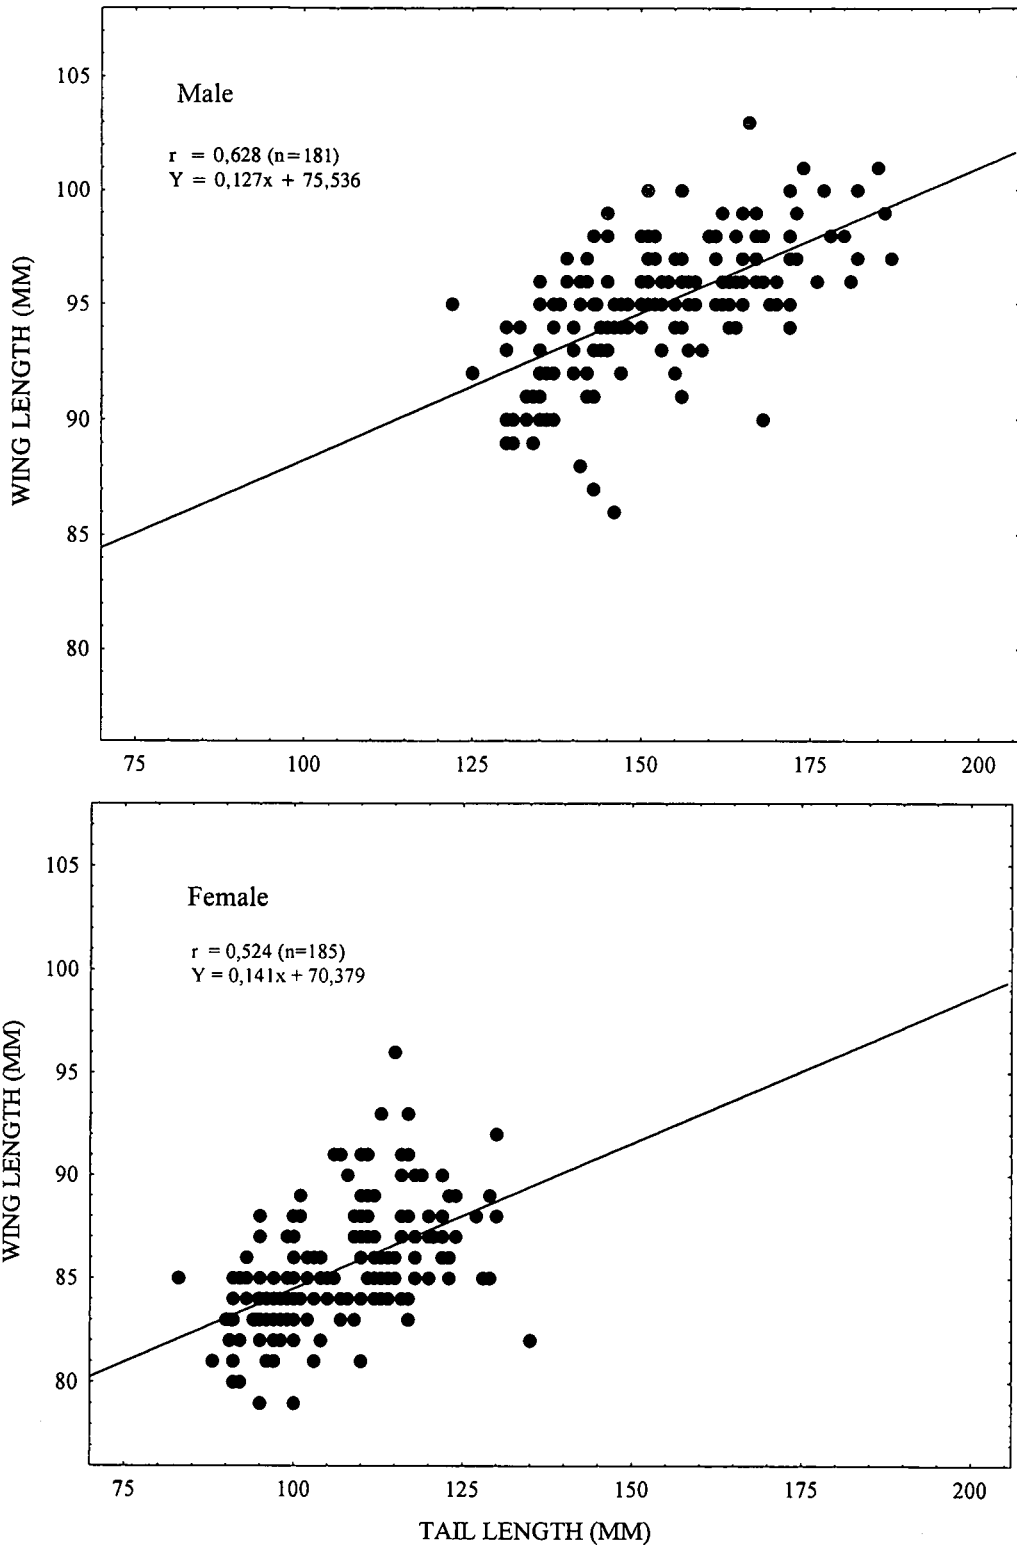 105
Male
r = 0,628 (n=181)
Y = 0,127x + 75,536
100
95
90
85
80
WING LENGTH (MM)
75 100 125 150 175 200
105
Female
r = 0,524 (n=185)
Y = 0,141x + 70,379
100
95
90
85
80
WING LENGTH (MM)
75 100 125 150 175 200
TAIL LENGTH (MM)